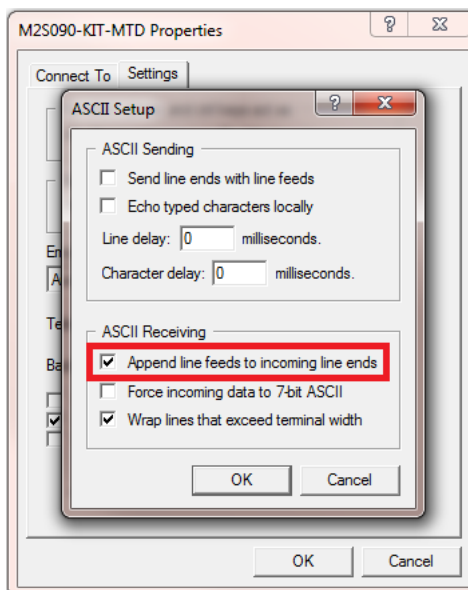 M2S090-KIT-MTD Properties
Connect To Settings
ASCII Setup
ASCII Sending
Send line ends with line feeds
Echo typed characters locally
Line delay: 0 milliseconds.
Character delay: 0 milliseconds.
ASCII Receiving
Append line feeds to incoming line ends
Force incoming data to 7-bit ASCII
Wrap lines that exceed terminal width
OK Cancel
OK Cancel